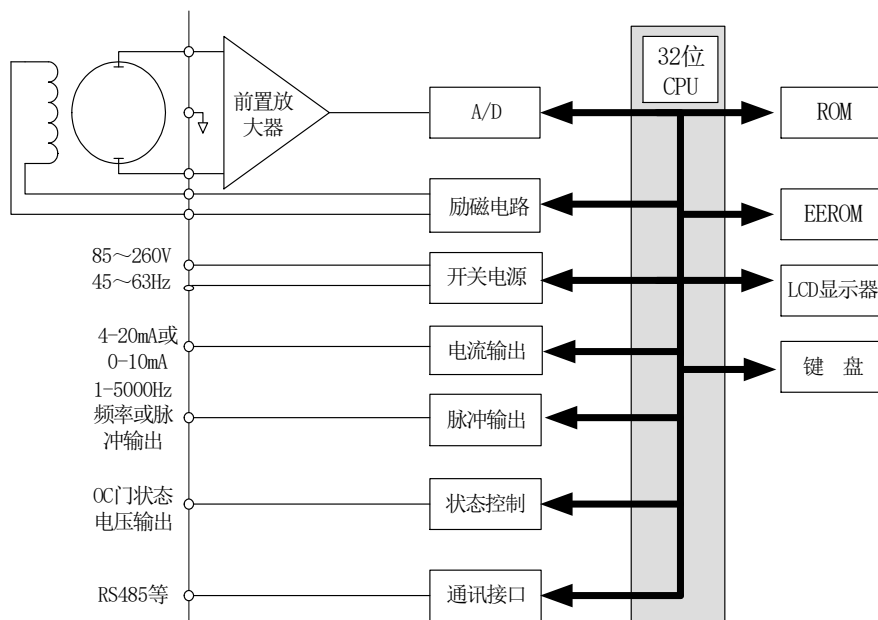 32位
CPU
前置放
大器
A/D
ROM
励磁电路
EEROM
85～260V
45～63Hz
开关电源
LCD显示器
4-20mA或
0-10mA
电流输出
键 盘
1-5000Hz
频率或脉
冲输出
脉冲输出
OC门状态
电压输出
状态控制
RS485等
通讯接口